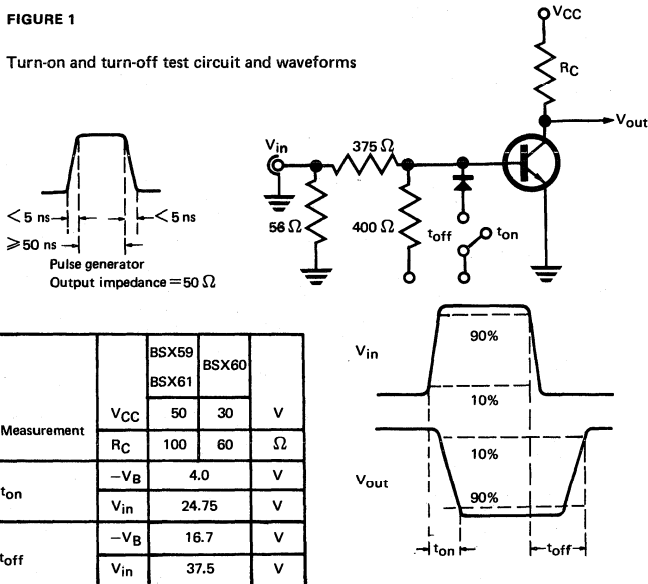 FIGURE 1
Turn-on and turn-off test circuit and waveforms
VCC
RC
Vout
Vin
375 Ω
56 Ω
400 Ω
toff
ton
<5 ns
<5 ns
≥50 ns
Pulse generator
Output impedance = 50 Ω
Measurement
BSX59
BSX61
BSX60
VCC 50 30 V
RC 100 60 Ω
ton
−VB 4.0 V
Vin 24.75 V
toff
−VB 16.7 V
Vin 37.5 V
Vin
90%
10%
Vout
10%
90%
ton
toff